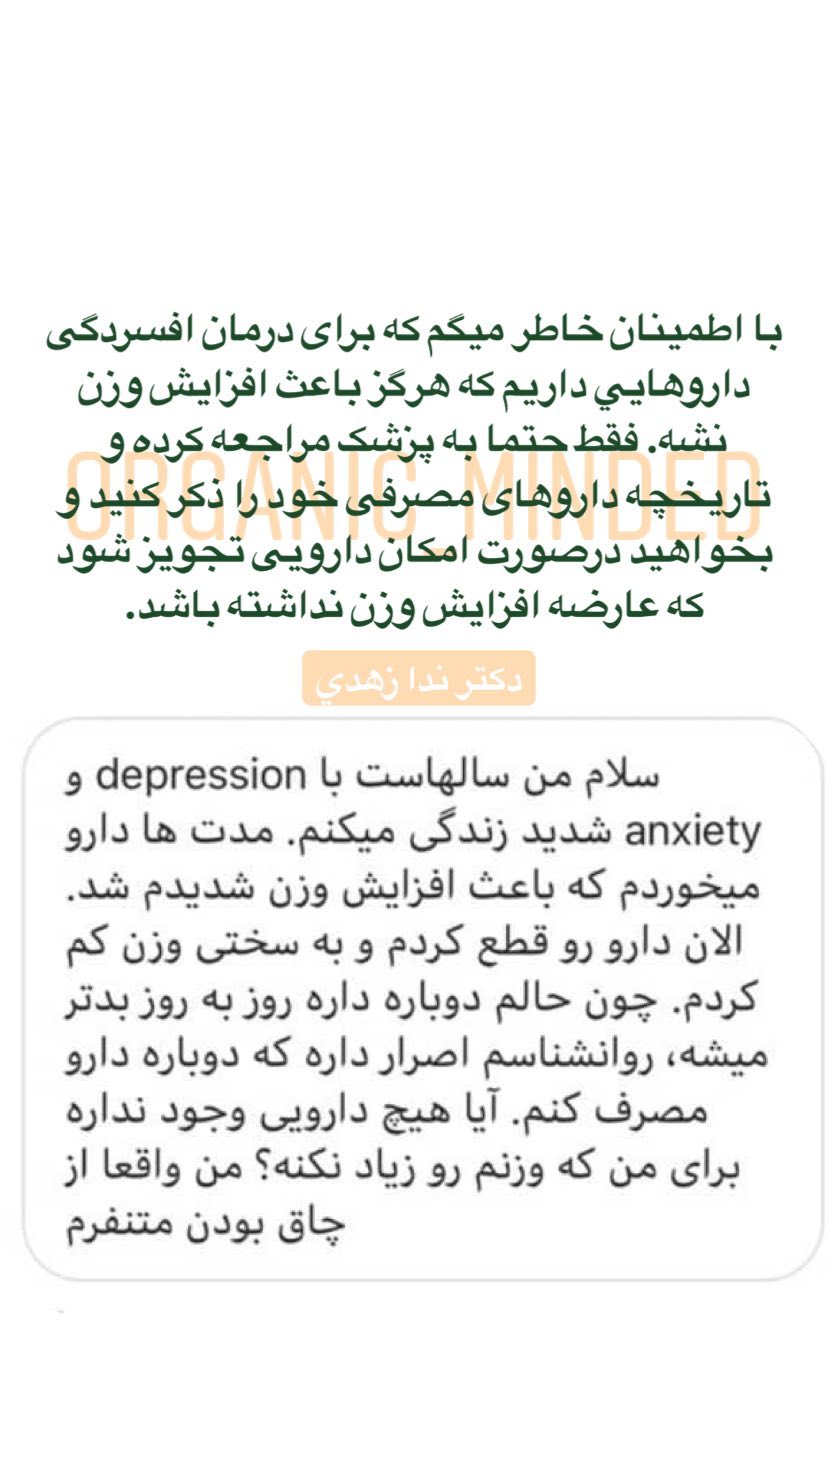 با اطمینان خاطر میگم که برای درمان افسردگی
داروهايي داریم که هرگز باعث افزایش وزن
نشه. فقط حتما به پزشک مراجعه کرده و
ORGANIC_MINDED
تاریخچه داروهای مصرفی خود را ذکر کنید و
بخواهید درصورت امکان دارویی تجویز شود
که عارضه افزایش وزن نداشته باشد.
دکتر ندا زهدي
سلام من سالهاست با depression و
anxiety شدید زندگی میکنم. مدت ها دارو
میخوردم که باعث افزایش وزن شدیدم شد.
الان دارو رو قطع کردم و به سختی وزن کم
کردم. چون حالم دوباره داره روز به روز بدتر
میشه، روانشناسم اصرار داره که دوباره دارو
مصرف کنم. آیا هیچ دارویی وجود نداره
برای من که وزنم رو زیاد نکنه؟ من واقعا از
چاق بودن متنفرم